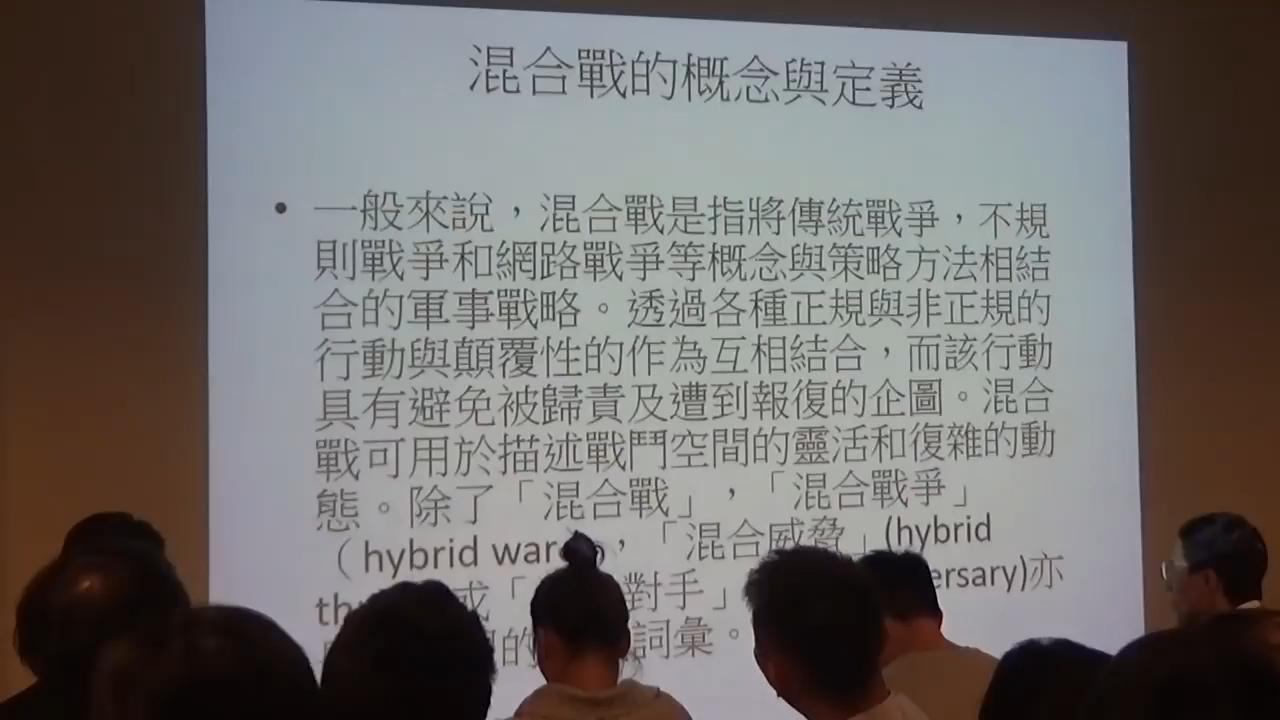 混合戰的概念與定義
• 一般來說，混合戰是指將傳統戰爭，不規
則戰爭和網路戰爭等概念與策略方法相結
合的軍事戰略。透過各種正規與非正規的
行動與顛覆性的作為互相結合，而該行動
具有避免被歸責及遭到報復的企圖。混合
戰可用於描述戰鬥空間的靈活和復雜的動
態。除了「混合戰」，「混合戰爭」
（hybrid 「混合威脅」(hybrid
或「 對手」 亦
的 詞彙。